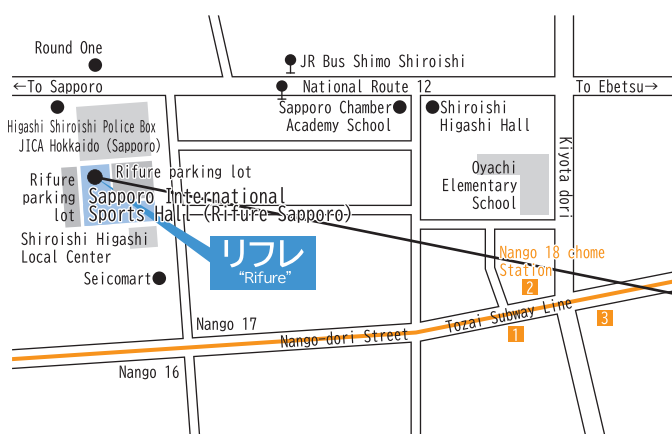 Round One
JR Bus Shimo Shiroishi
←To Sapporo
National Route 12
To Ebetsu→
Sapporo Chamber
Academy School
Shiroishi
Higashi Hall
Higashi Shiroishi Police Box
JICA Hokkaido (Sapporo)
Kiyota dori
Rifure parking lot
Rifure
parking
lot
Sapporo International
Sports Hall (Rifure Sapporo)
Oyachi
Elementary
School
Shiroishi Higashi
Local Center
リフレ
"Rifure"
Seicomart
Nango 18 chome
Station
2
1
3
Tozai Subway Line
Nango 17
Nango-dori Street
Nango 16